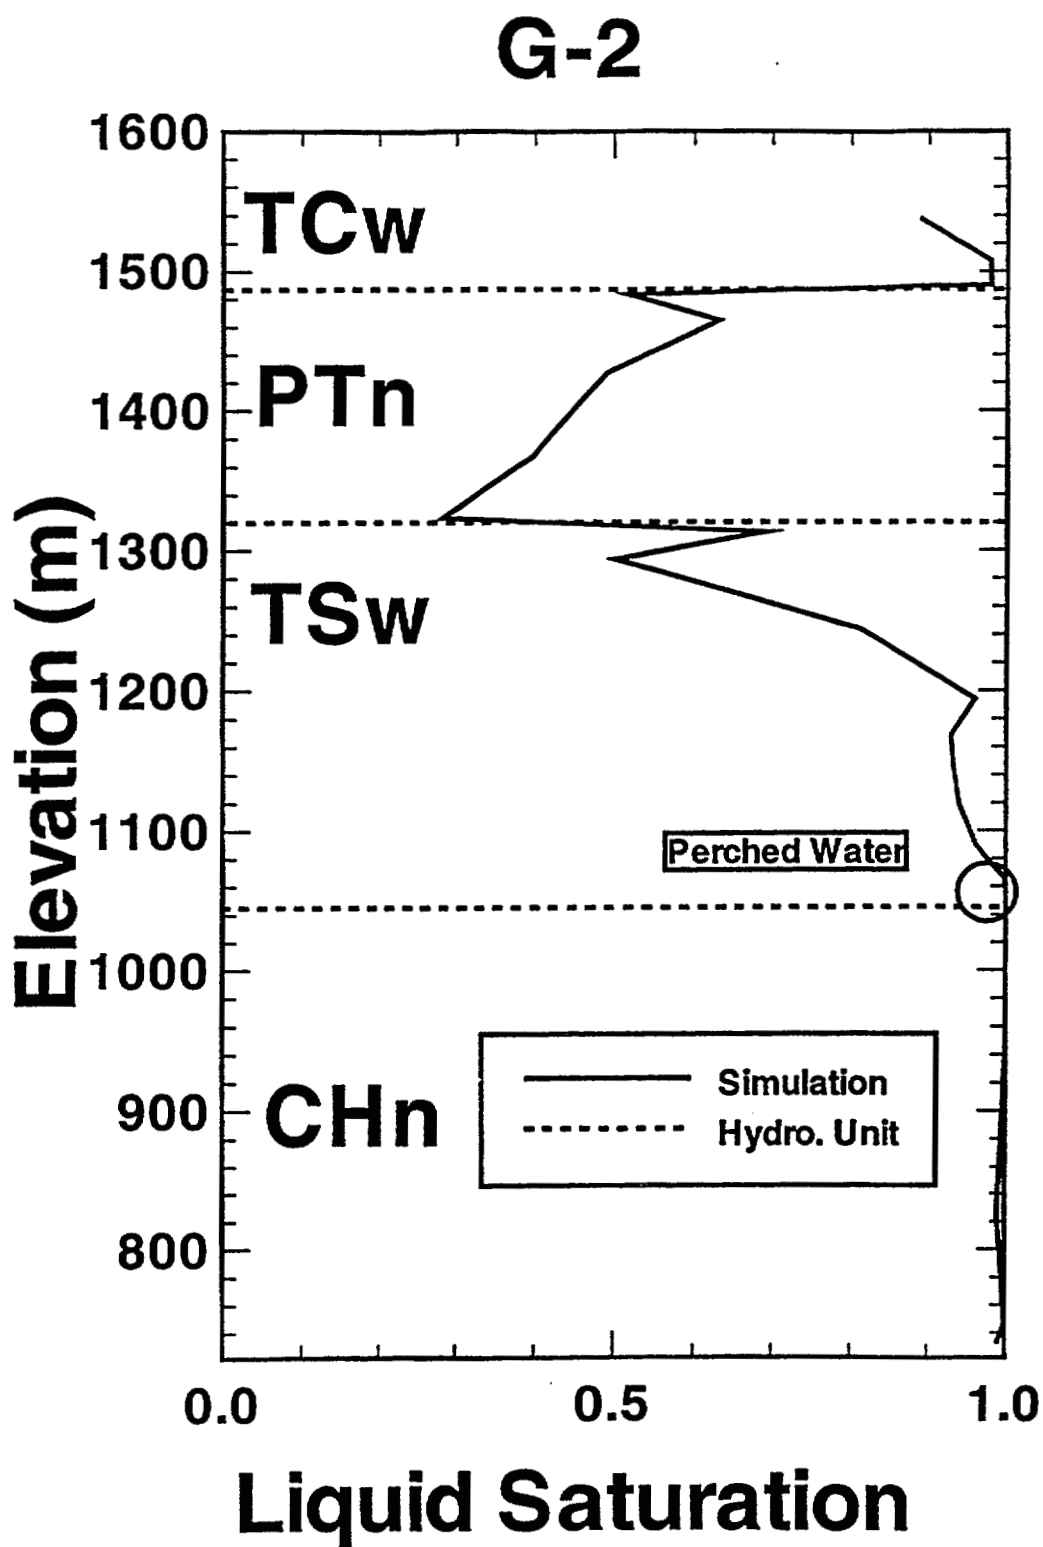 G-2
1600
TCw
1500
PTn
1400
1300
TSw
1200
1100
Perched Water
1000
CHn
900
800
Simulation
Hydro. Unit
0.0 0.5 1.0
Elevation (m)
Liquid Saturation